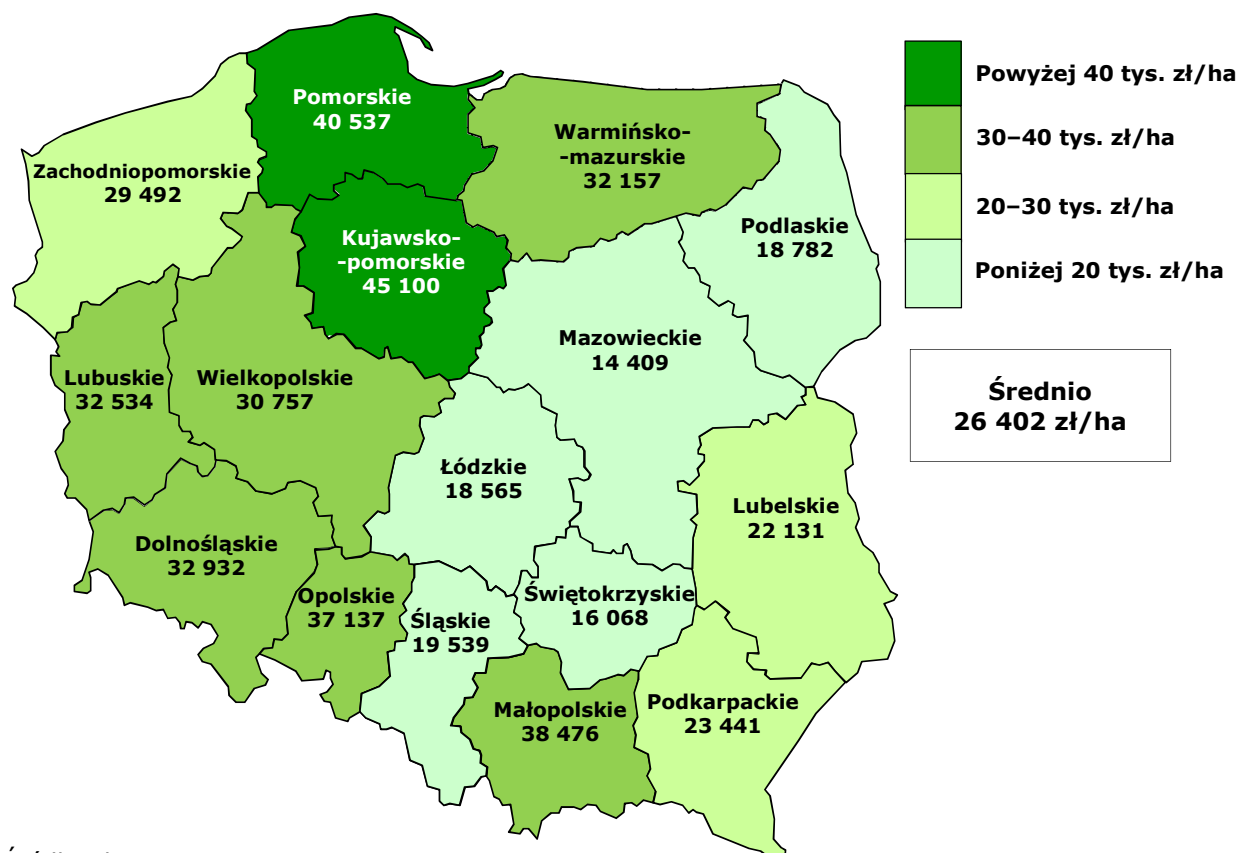 Pomorskie
40 537
Warmińsko-
-mazurskie
32 157
Zachodniopomorskie
29 492
Podlaskie
18 782
Kujawsko-
-pomorskie
45 100
Mazowieckie
14 409
Lubuskie
32 534
Wielkopolskie
30 757
Łódzkie
18 565
Lubelskie
22 131
Dolnośląskie
32 932
Opolskie
37 137
Śląskie
19 539
Świętokrzyskie
16 068
Małopolskie
38 476
Podkarpackie
23 441
Powyżej 40 tys. zł/ha
30–40 tys. zł/ha
20–30 tys. zł/ha
Poniżej 20 tys. zł/ha
Średnio
26 402 zł/ha